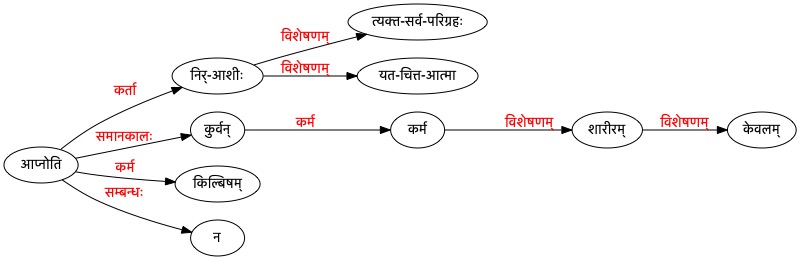 त्यक्त-सर्व-परिग्रहः
विशेषणम्
कर्ता
निर्-आशीः
विशेषणम्
यत-चित्त-आत्मा
समानकालः
कुर्वन्
कर्म
कर्म
विशेषणम्
शारीरम्
विशेषणम्
केवलम्
आप्नोति
कर्म
किल्बिषम्
सम्बन्धः
न